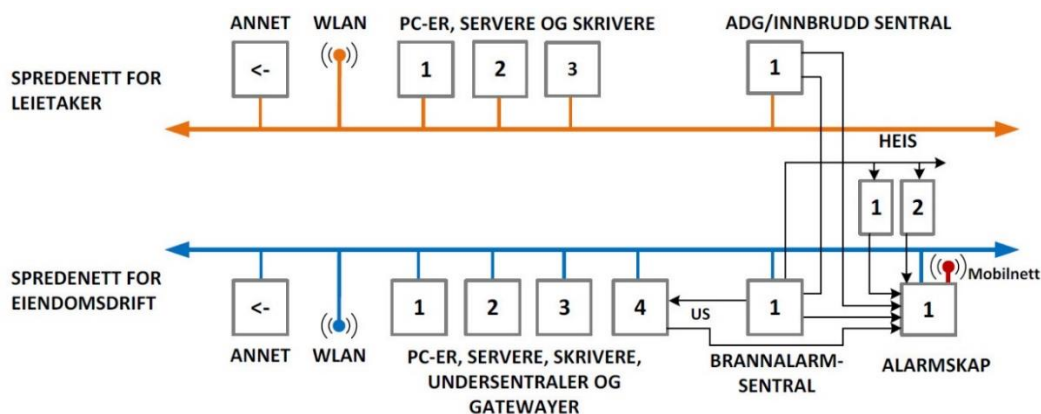 ANNET
WLAN
PC-ER, SERVERE OG SKRIVERE
ADG/INNBRUDD SENTRAL
<-
1
2
3
1
SPREDENETT FOR
LEIETAKER
HEIS
1
2
SPREDENETT FOR
EIENDOMSDRIFT
Mobilnett
<-
1
2
3
4
US
1
1
ANNET
WLAN
PC-ER, SERVERE, SKRIVERE,
UNDERSENTRALER OG
GATEWAYER
BRANNALARM-
SENTRAL
ALARMSKAP